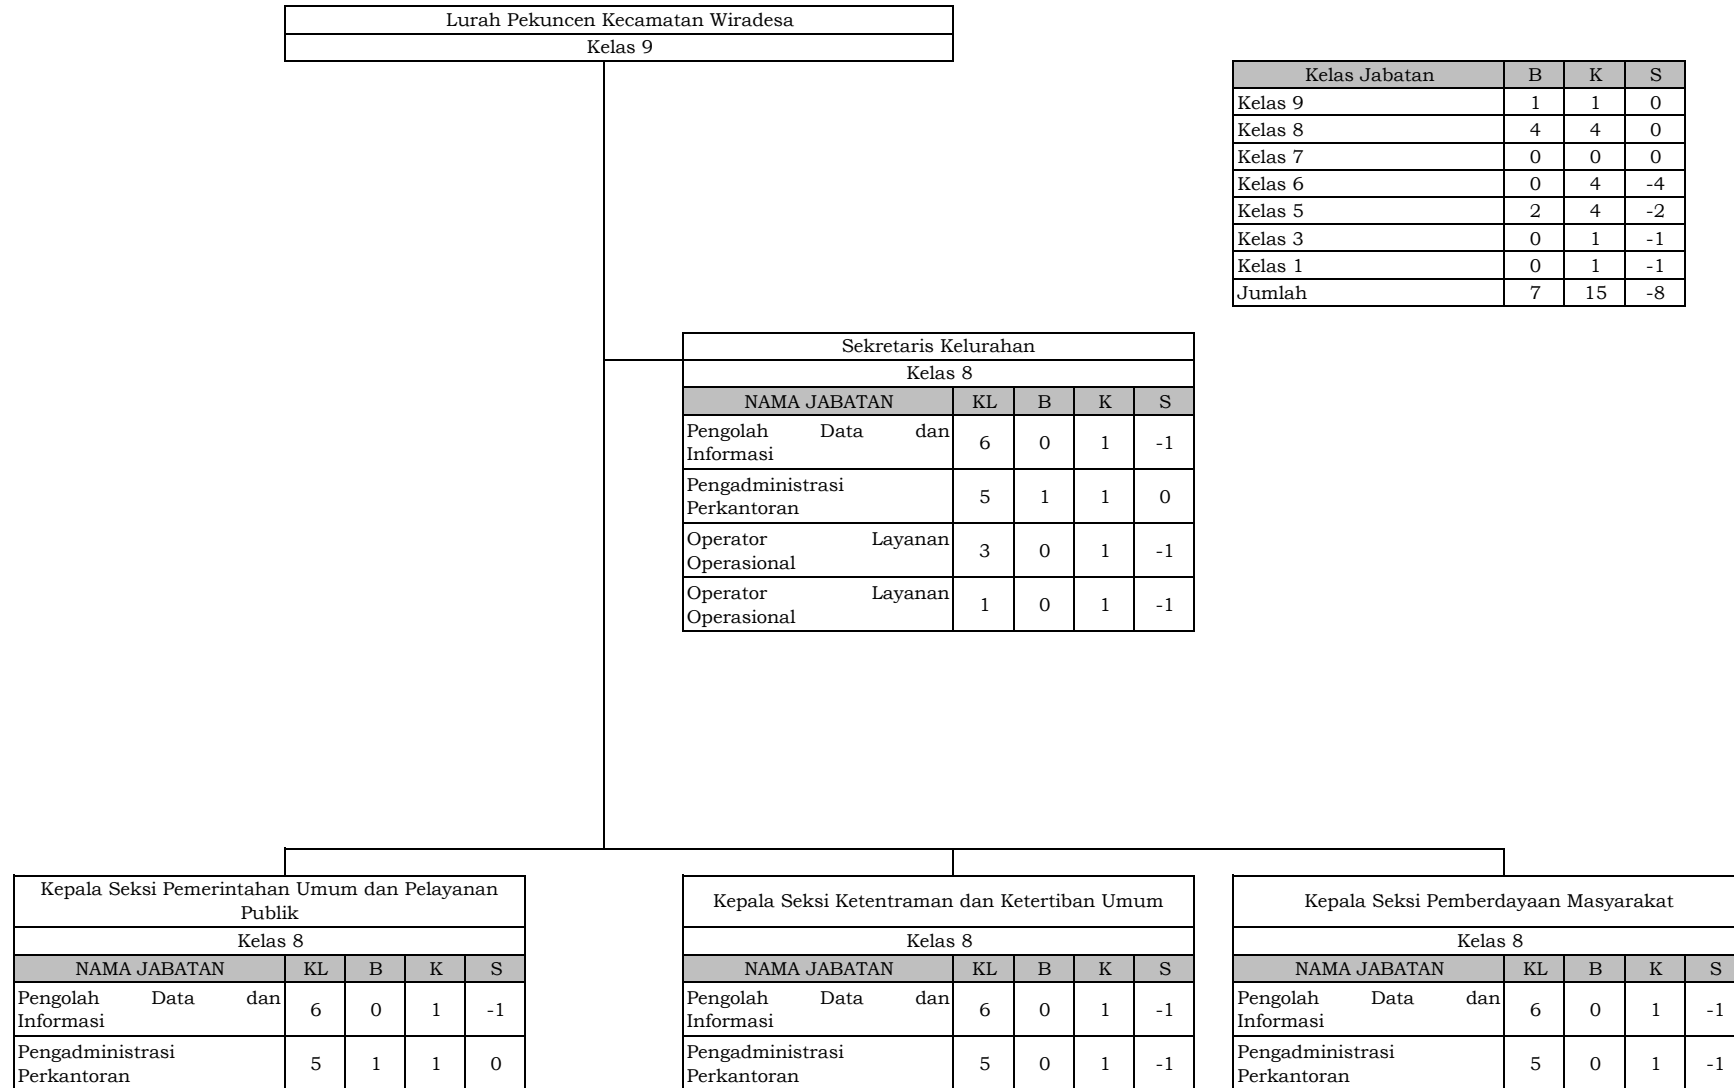 Lurah Pekuncen Kecamatan Wiradesa
Kelas 9
Kelas Jabatan B K S
Kelas 9 1 1 0
Kelas 8 4 4 0
Kelas 7 0 0 0
Kelas 6 0 4 -4
Kelas 5 2 4 -2
Kelas 3 0 1 -1
Kelas 1 0 1 -1
Jumlah 7 15 -8
Sekretaris Kelurahan
Kelas 8
NAMA JABATAN KL B K S
Pengolah Data dan
Informasi 6 0 1 -1
Pengadministrasi
Perkantoran 5 1 1 0
Operator Layanan
Operasional 3 0 1 -1
Operator Layanan
Operasional 1 0 1 -1
Kepala Seksi Pemerintahan Umum dan Pelayanan
Publik
Kelas 8
NAMA JABATAN KL B K S
Pengolah Data dan
Informasi 6 0 1 -1
Pengadministrasi
Perkantoran 5 1 1 0
Kepala Seksi Ketentraman dan Ketertiban Umum
Kelas 8
NAMA JABATAN KL B K S
Pengolah Data dan
Informasi 6 0 1 -1
Pengadministrasi
Perkantoran 5 0 1 -1
Kepala Seksi Pemberdayaan Masyarakat
Kelas 8
NAMA JABATAN KL B K S
Pengolah Data dan
Informasi 6 0 1 -1
Pengadministrasi
Perkantoran 5 0 1 -1